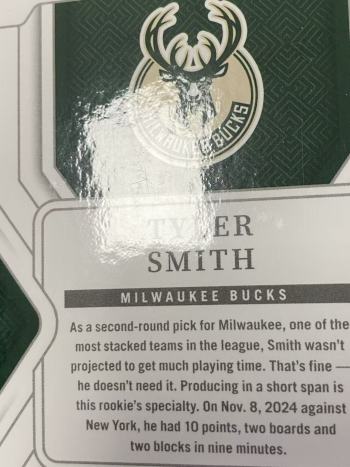 MILWAUKEE BUCKS
TYLER
SMITH
MILWAUKEE BUCKS
As a second-round pick for Milwaukee, one of the
most stacked teams in the league, Smith wasn't
projected to get much playing time. That's fine —
he doesn't need it. Producing in a short span is
this rookie's specialty. On Nov. 8, 2024 against
New York, he had 10 points, two boards and
two blocks in nine minutes.